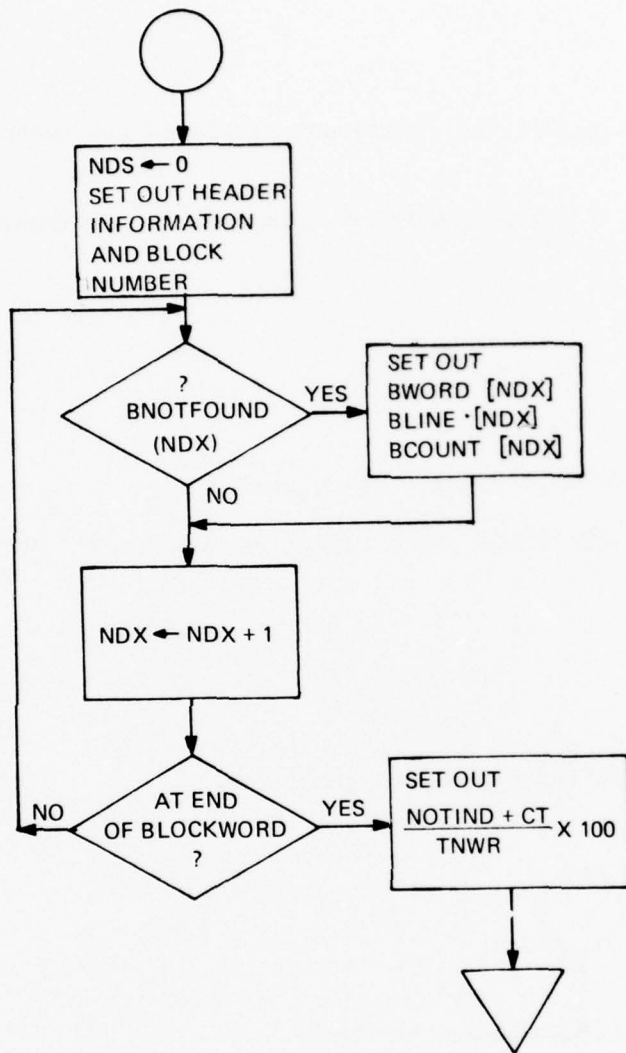 NDS ← 0
SET OUT HEADER
INFORMATION
AND BLOCK
NUMBER
?
BNOTFOUND
(NDX)
YES
SET OUT
BWORD [NDX]
BLINE [NDX]
BCOUNT [NDX]
NO
NDX ← NDX + 1
AT END
OF BLOCKWORD
?
NO
YES
SET OUT
NOTIND + CT
TNWR
X 100